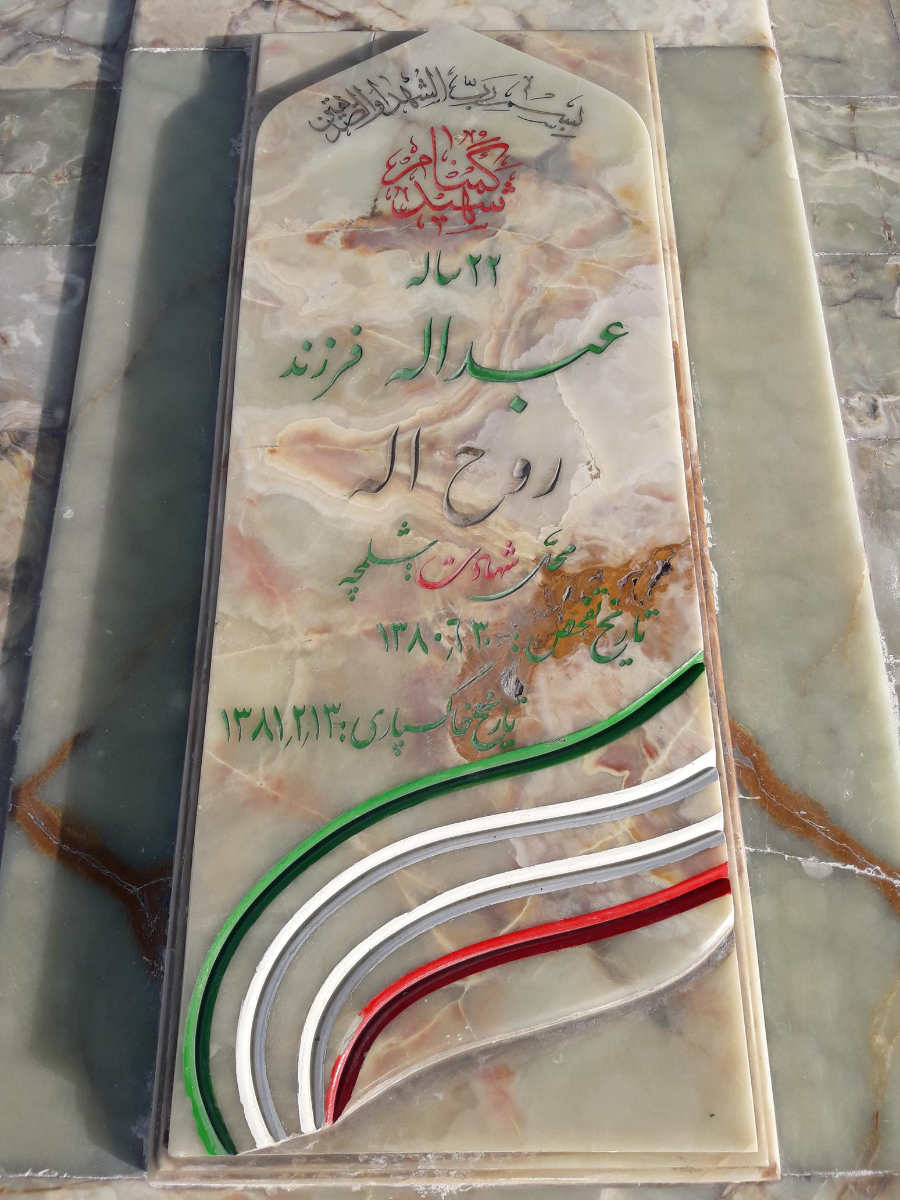 بسم ربّ الشهداء والصدیقین
شهید گمنام
۲۲ ساله
عبداله فرزند
روح اله
محلّ شهادت شلمچه
تاریخ تفحص: ۱۳۸۰٫۶٫۳۰
تاریخ خاکسپاری: ۱۳۸۱٫۲٫۱۳